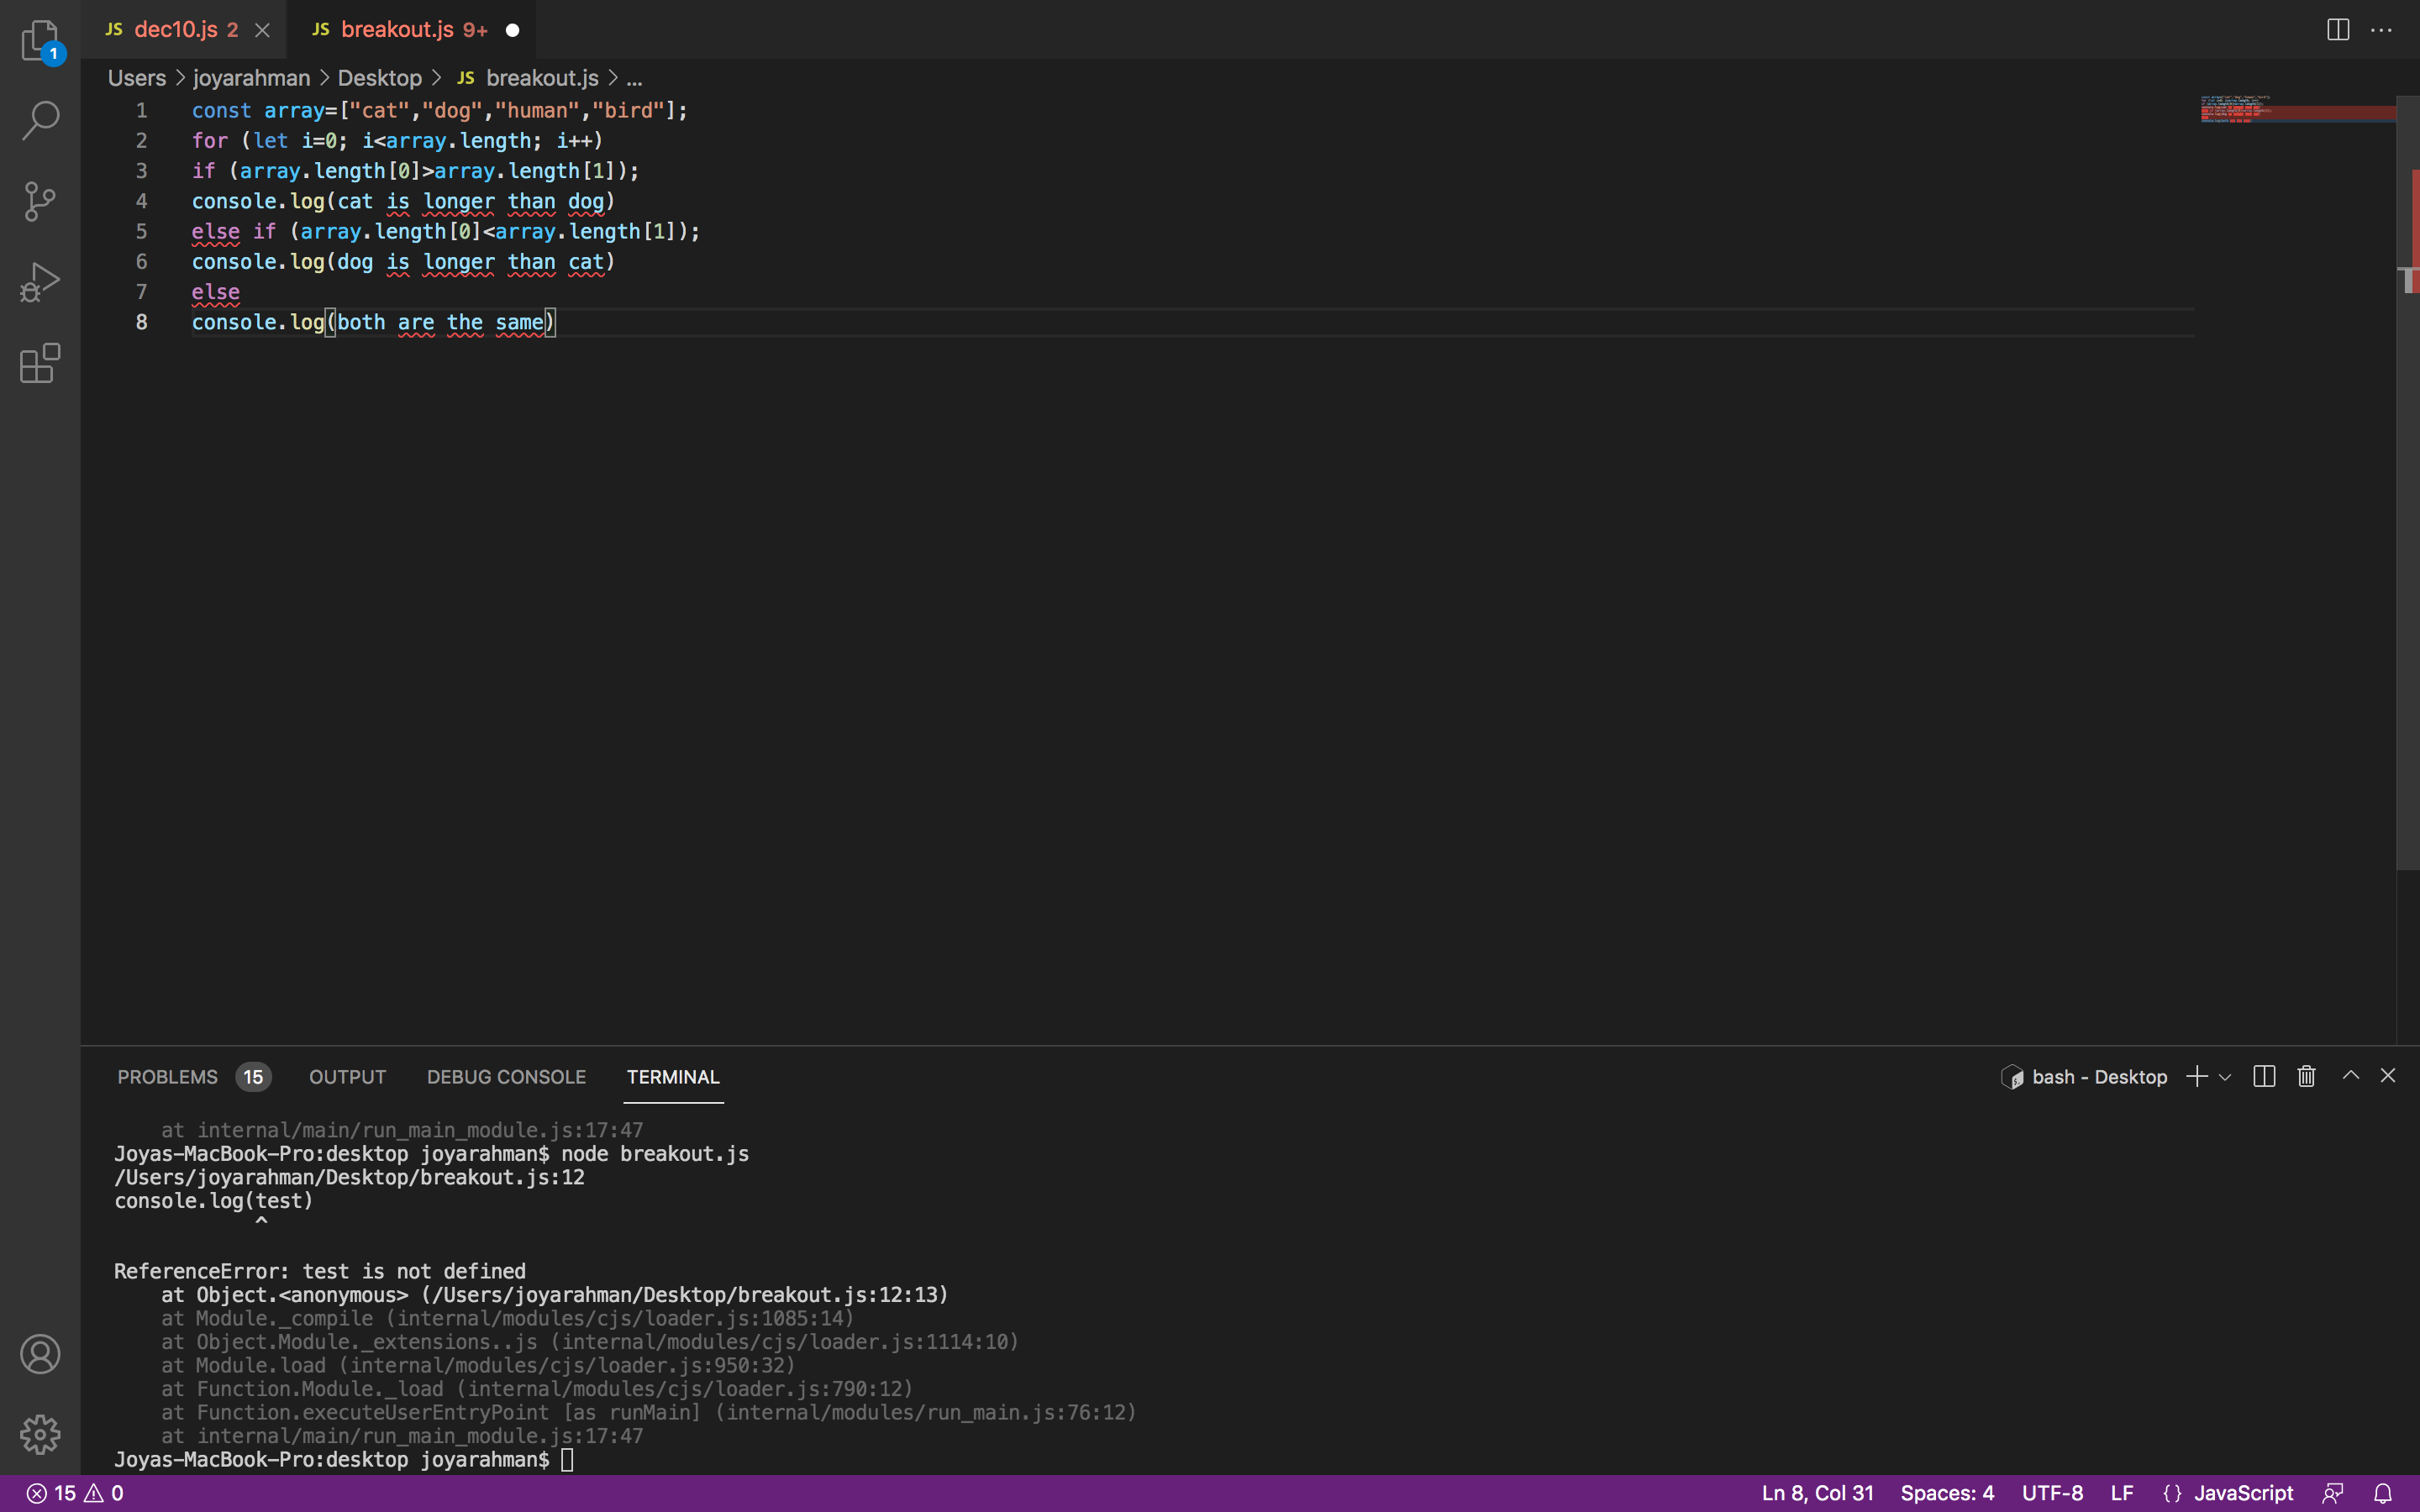 JS dec10.js 2 JS breakout.js 9+
1
Users > joyarahman > Desktop > JS breakout.js > ...
1 const array=["cat","dog","human","bird"];
2 for (let i=0; i<array.length; i++)
3 if (array.length[0]>array.length[1]);
4 console.log(cat is longer than dog)
5 else if (array.length[0]<array.length[1]);
6 console.log(dog is longer than cat)
7 else
8 console.log(both are the same)
PROBLEMS 15 OUTPUT DEBUG CONSOLE TERMINAL bash - Desktop
at internal/main/run_main_module.js:17:47
Joyas-MacBook-Pro:desktop joyarahman$ node breakout.js
/Users/joyarahman/Desktop/breakout.js:12
console.log(test)
^
ReferenceError: test is not defined
at Object.<anonymous> (/Users/joyarahman/Desktop/breakout.js:12:13)
at Module._compile (internal/modules/cjs/loader.js:1085:14)
at Object.Module._extensions..js (internal/modules/cjs/loader.js:1114:10)
at Module.load (internal/modules/cjs/loader.js:950:32)
at Function.Module._load (internal/modules/cjs/loader.js:790:12)
at Function.executeUserEntryPoint [as runMain] (internal/modules/run_main.js:76:12)
at internal/main/run_main_module.js:17:47
Joyas-MacBook-Pro:desktop joyarahman$
15 0 Ln 8, Col 31 Spaces: 4 UTF-8 LF {} JavaScript